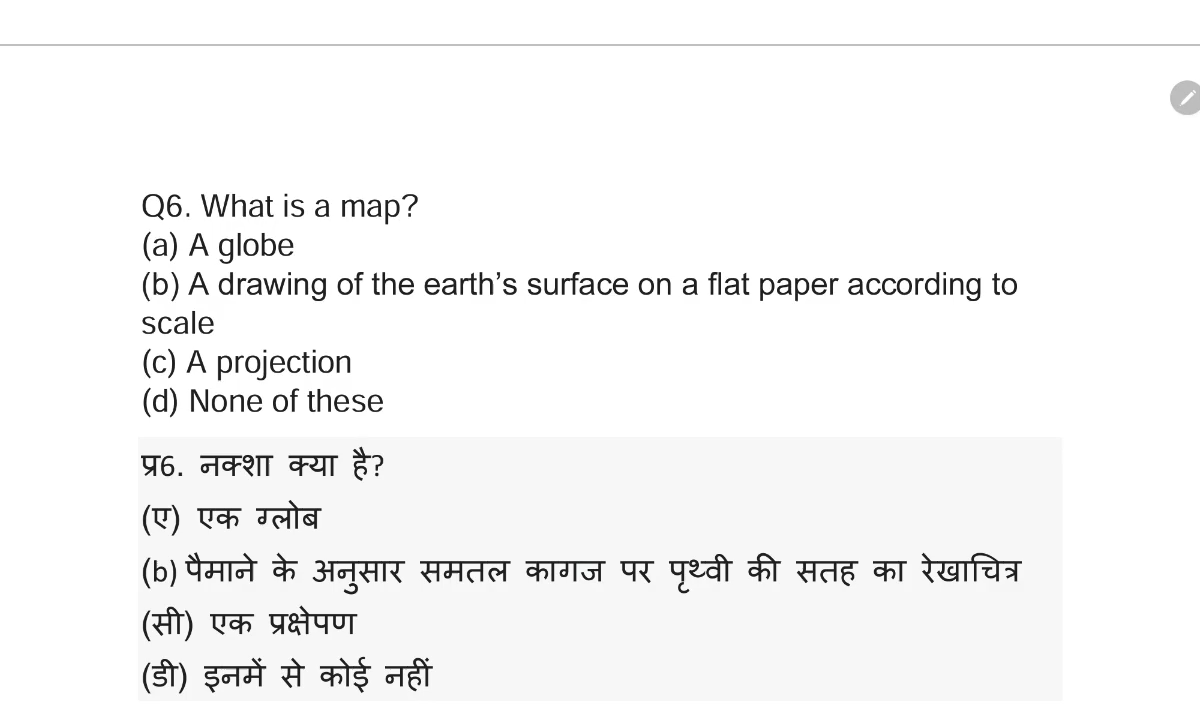 Q6. What is a map?
(a) A globe
(b) A drawing of the earth’s surface on a flat paper according to
scale
(c) A projection
(d) None of these
प्र6. नक्शा क्या है?
(ए) एक ग्लोब
(b) पैमाने के अनुसार समतल कागज पर पृथ्वी की सतह का रेखाचित्र
(सी) एक प्रक्षेपण
(डी) इनमें से कोई नहीं